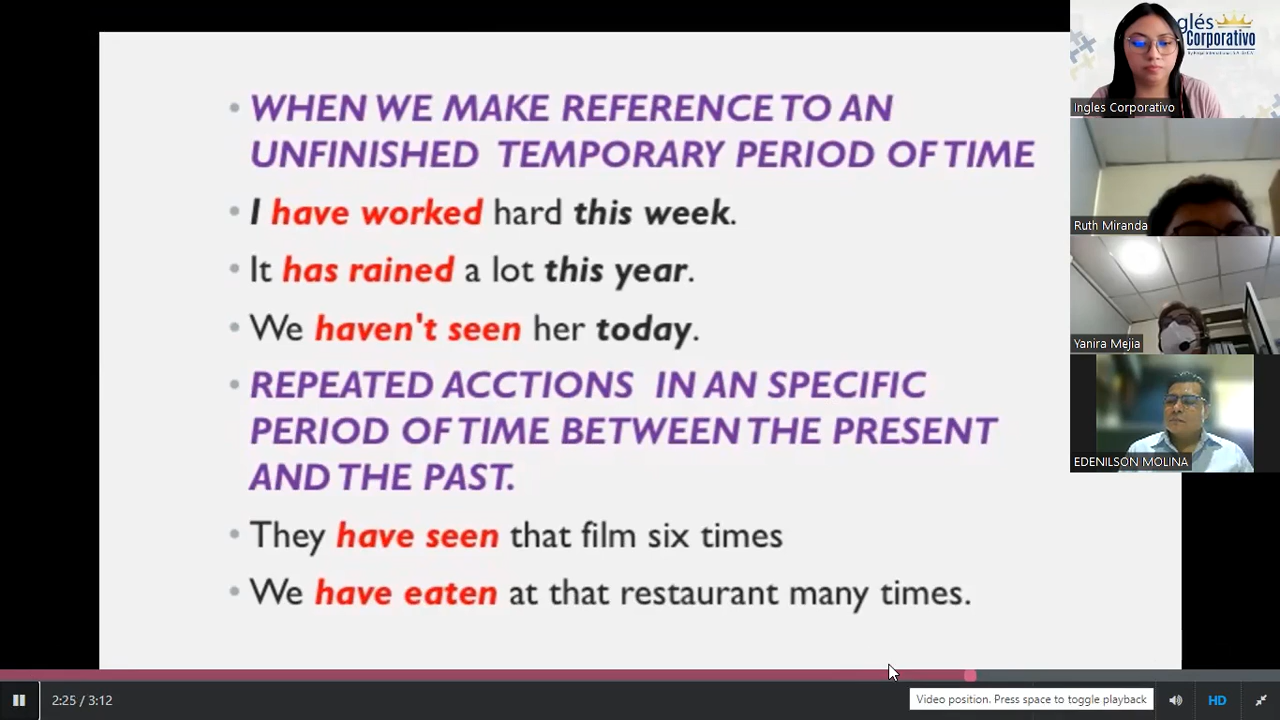 • WHEN WE MAKE REFERENCE TO AN
UNFINISHED TEMPORARY PERIOD OF TIME
• I have worked hard this week.
• It has rained a lot this year.
• We haven't seen her today.
• REPEATED ACCTIONS IN AN SPECIFIC
PERIOD OF TIME BETWEEN THE PRESENT
AND THE PAST.
• They have seen that film six times
• We have eaten at that restaurant many times.
glés
Corporativo
Ingles Corporativo
Ruth Miranda
Yanira Mejia
EDENILSON MOLINA
2:25 / 3:12
Video position. Press space to toggle playback
HD